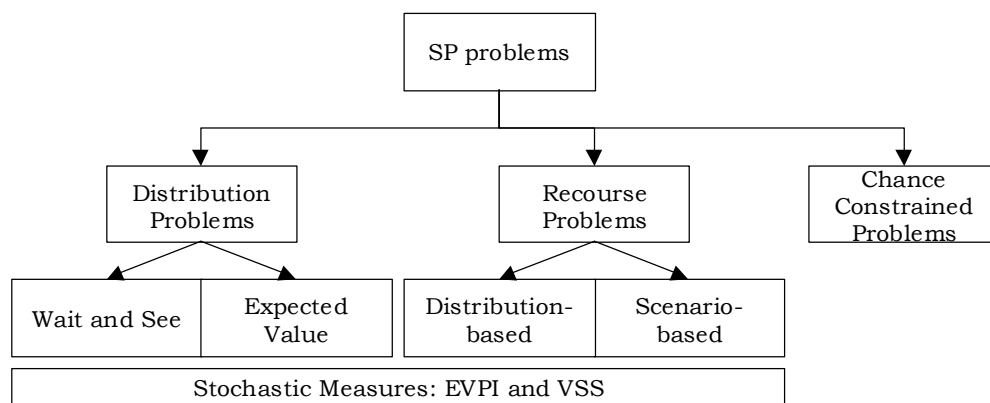 SP problems
Distribution
Problems
Recourse
Problems
Chance
Constrained
Problems
Wait and See
Expected
Value
Distribution-
based
Scenario-
based
Stochastic Measures: EVPI and VSS